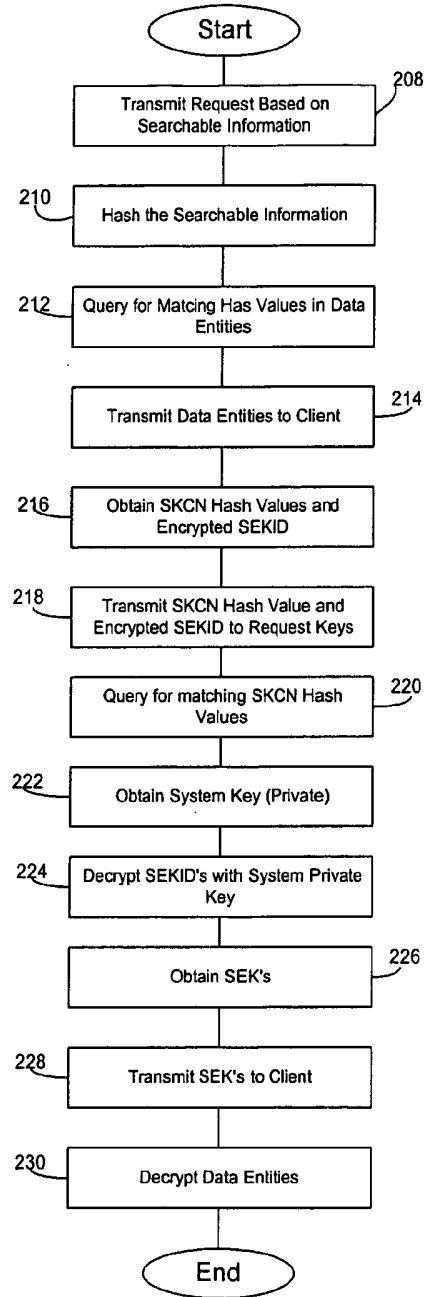 Start
208
Transmit Request Based on
Searchable Information
210
Hash the Searchable Information
212
Query for Matcing Has Values in Data
Entities
214
Transmit Data Entities to Client
216
Obtain SKCN Hash Values and
Encrypted SEKID
218
Transmit SKCN Hash Value and
Encrypted SEKID to Request Keys
220
Query for matching SKCN Hash
Values
222
Obtain System Key (Private)
224
Decrypt SEKID's with System Private
Key
226
Obtain SEK's
228
Transmit SEK's to Client
230
Decrypt Data Entities
End